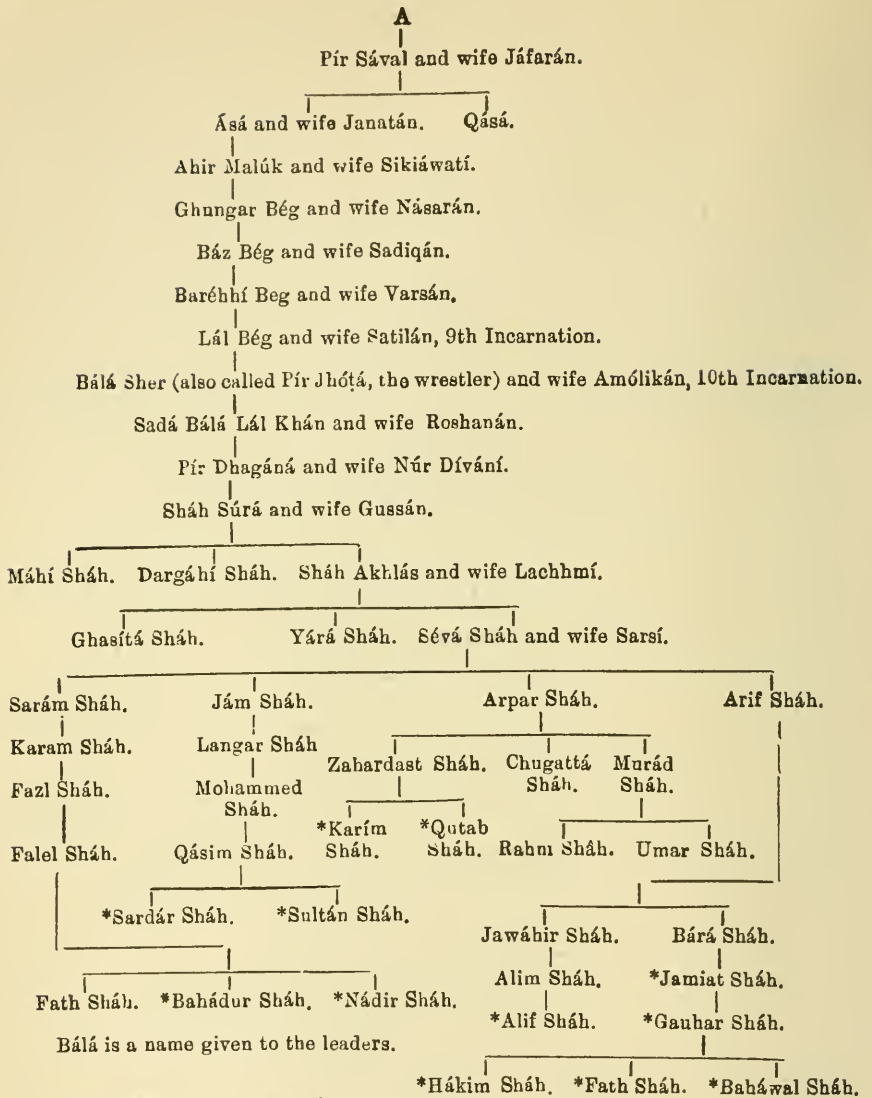 A
Pír Sával and wife Jáfarán.
Ásá and wife Janatán. Qásá.
Ahir Malúk and wife Sikiáwatí.
Ghungar Bég and wife Násarán.
Báz Bég and wife Sadiqán.
Baréhhí Beg and wife Varsán.
Lál Bég and wife Satilán, 9th Incarnation.
Bálá Sher (also called Pír Jhóṭá, the wrestler) and wife Amólikán, 10th Incarnation.
Sadá Bálá Lál Khán and wife Roshanán.
Pír Dhagáná and wife Núr Dívání.
Sháh Súrá and wife Gussán.
Máhí Sháh. Dargáhí Sháh. Sháh Akhlás and wife Lachhmí.
Ghasítá Sháh. Yárá Sháh. Sévá Sháh and wife Sarsí.
Sarám Sháh. Jám Sháh. Arpar Sháh. Arif Sháh.
Karam Sháh. Langar Sháh Zahardast Sháh. Chugattá Sháh. Murád Sháh.
Fazl Sháh. Mohammed Sháh. *Karím Sháh. *Qutab Sháh. Rahm Sháh. Umar Sháh.
Falel Sháh. Qásim Sháh.
*Sardár Sháh. *Sultán Sháh.
Jawáhir Sháh. Bárá Sháh.
Alim Sháh. *Jamiat Sháh.
Fath Sháh. *Bahádur Sháh. *Nádir Sháh.
*Alif Sháh. *Gauhar Sháh.
Bálá is a name given to the leaders.
*Hákim Sháh. *Fath Sháh. *Baháwal Sháh.